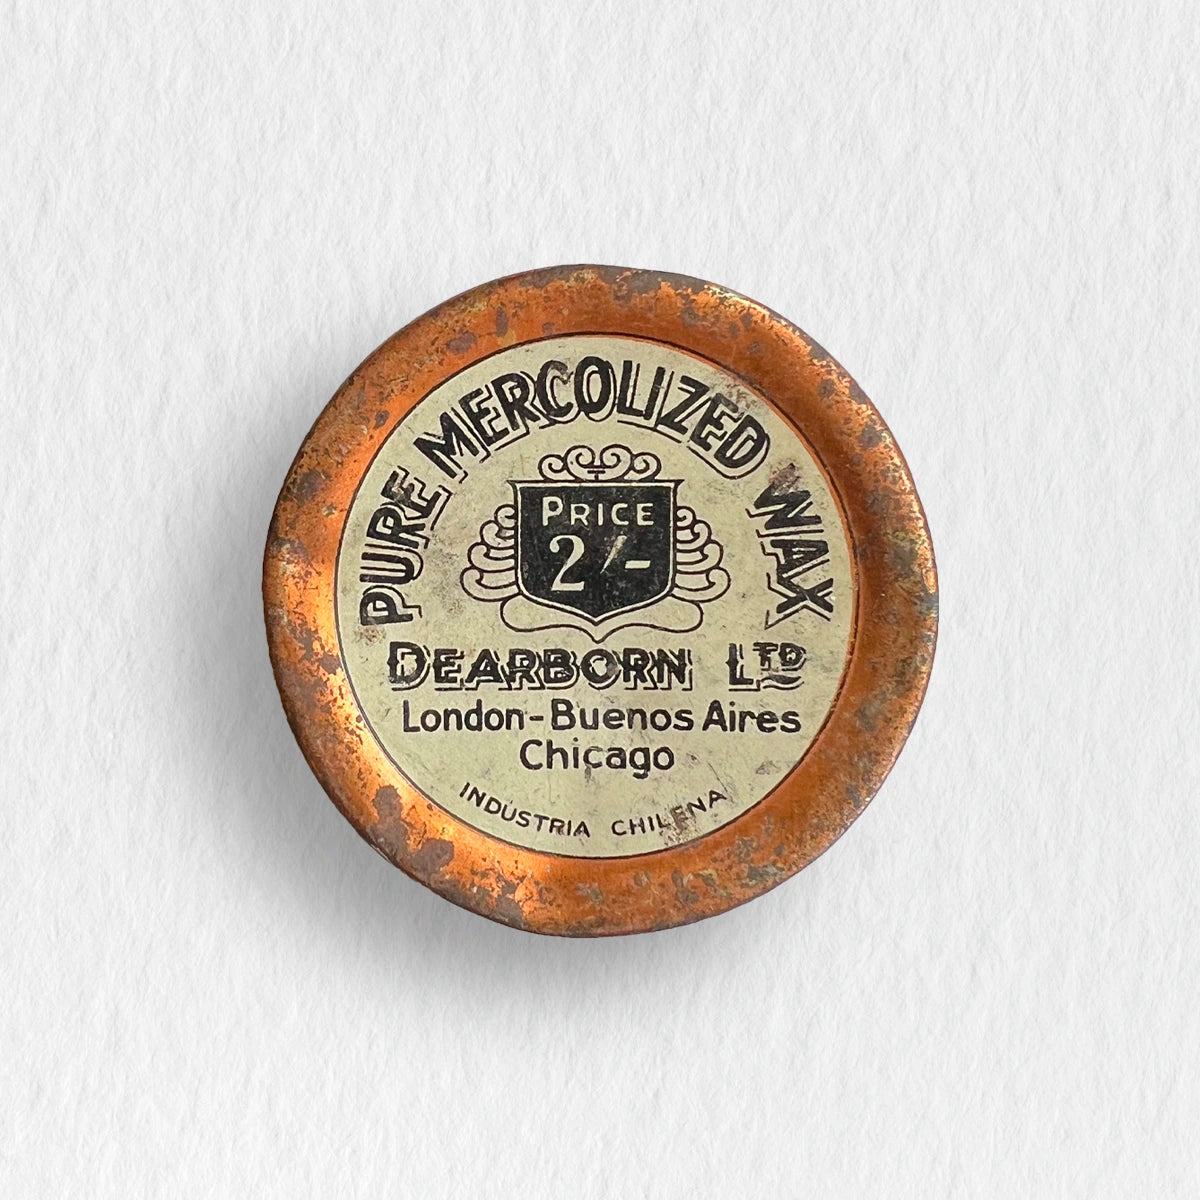 PURE MERCOLIZED WAX
PRICE
2/-
DEARBORN LTD
London-Buenos Aires
Chicago
INDUSTRIA CHILENA